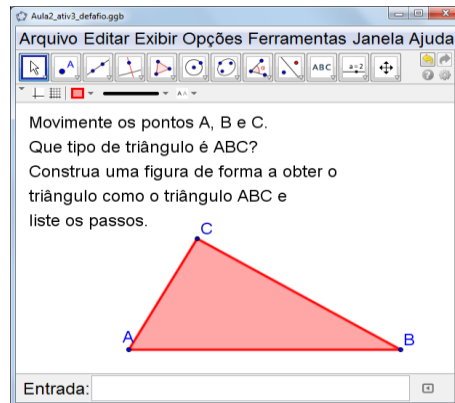 Aula2_ativ3_defafio.ggb
Arquivo Editar Exibir Opções Ferramentas Janela Ajuda
A ABC a=2
AA
Movimente os pontos A, B e C.
Que tipo de triângulo é ABC?
Construa uma figura de forma a obter o
triângulo como o triângulo ABC e
liste os passos.
C
A
B
Entrada: